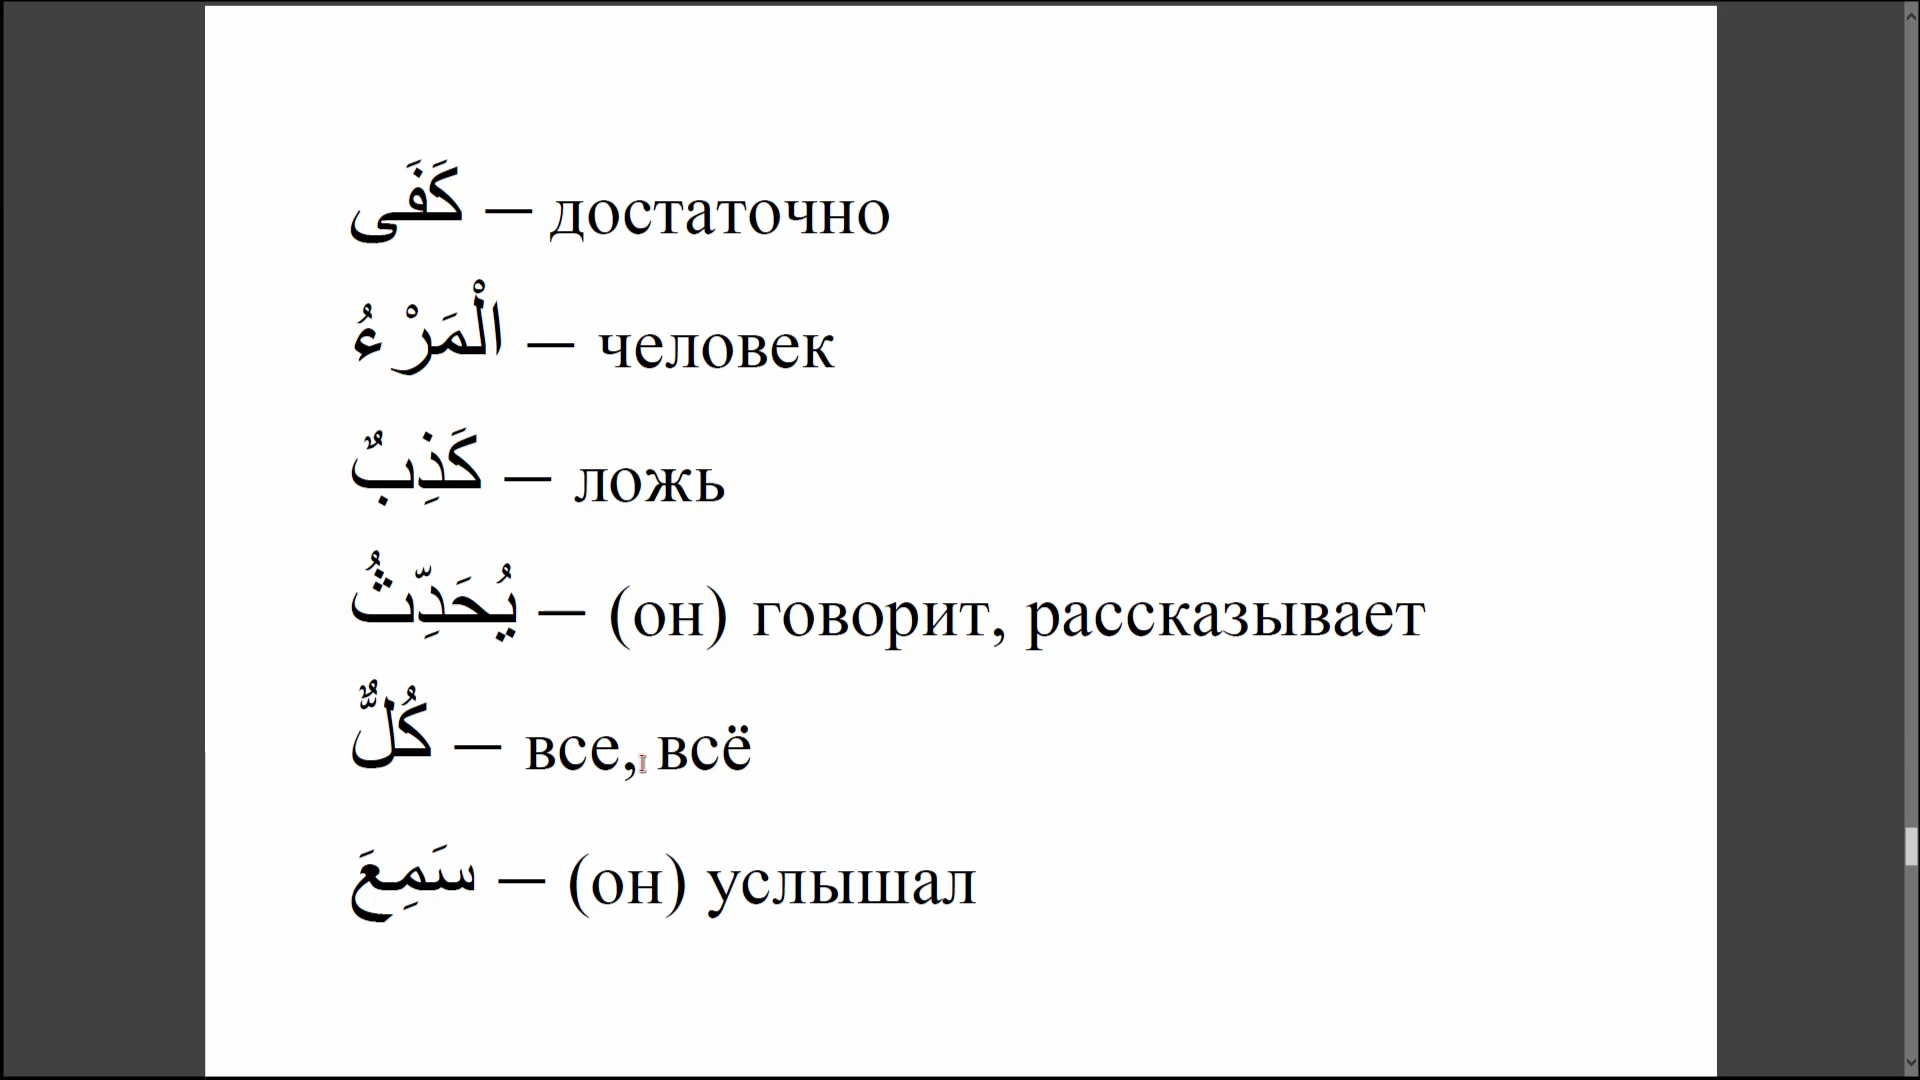 كَفَى – достаточно
الْمَرْءُ – человек
كَذِبٌ – ложь
يُحَدِّثُ – (он) говорит, рассказывает
كُلٌّ – все, всё
سَمِعَ – (он) услышал